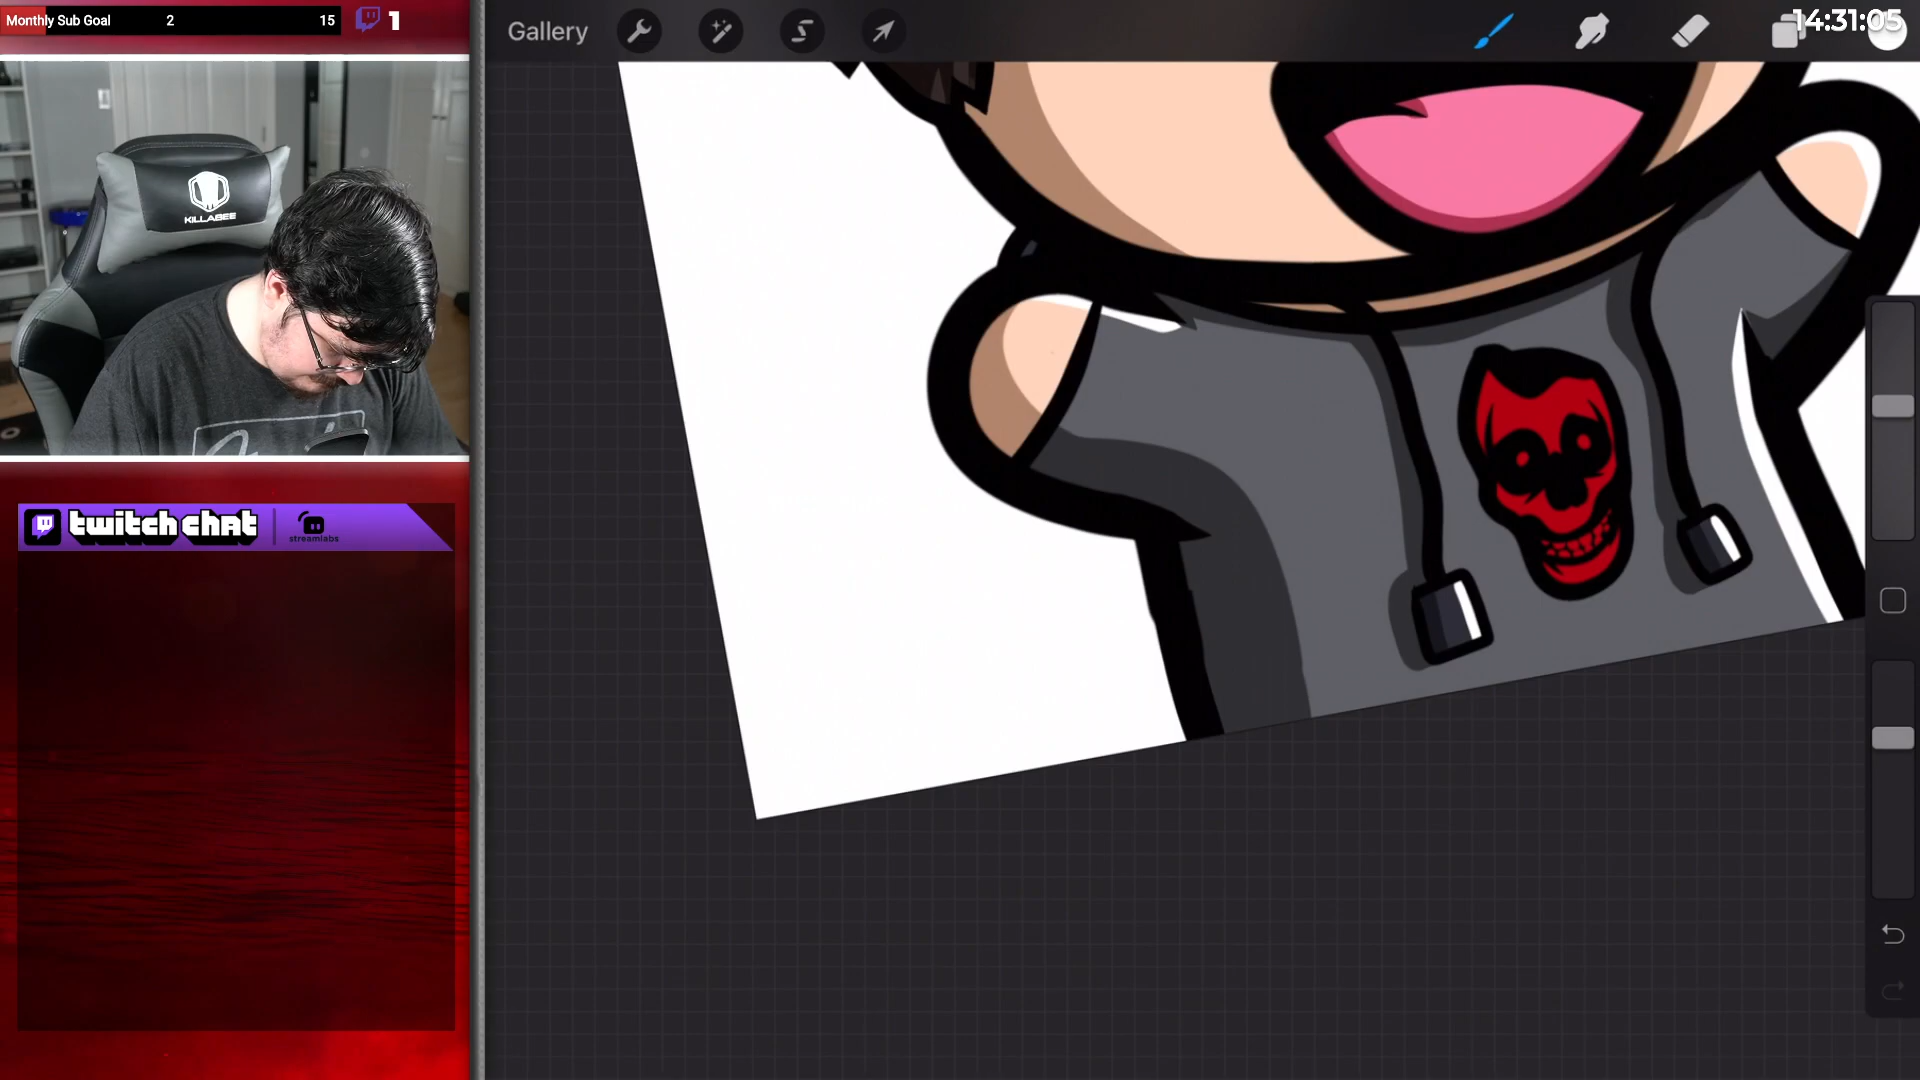 Monthly Sub Goal 2 15
1
Gallery
14:31:05
KILLABEE
twitch chat
streamlabs